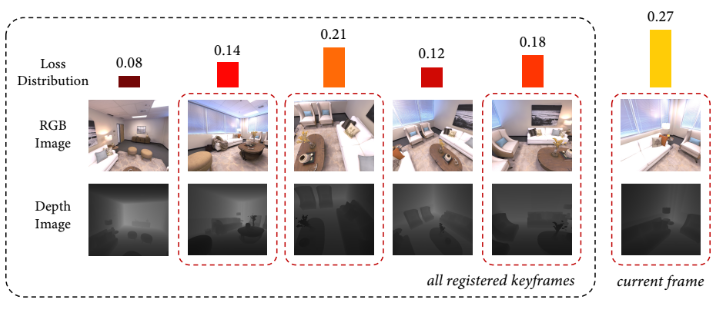 0.27
0.21
0.18
0.14
0.12
0.08
Loss
Distribution
RGB
Image
Depth
Image
all registered keyframes
current frame